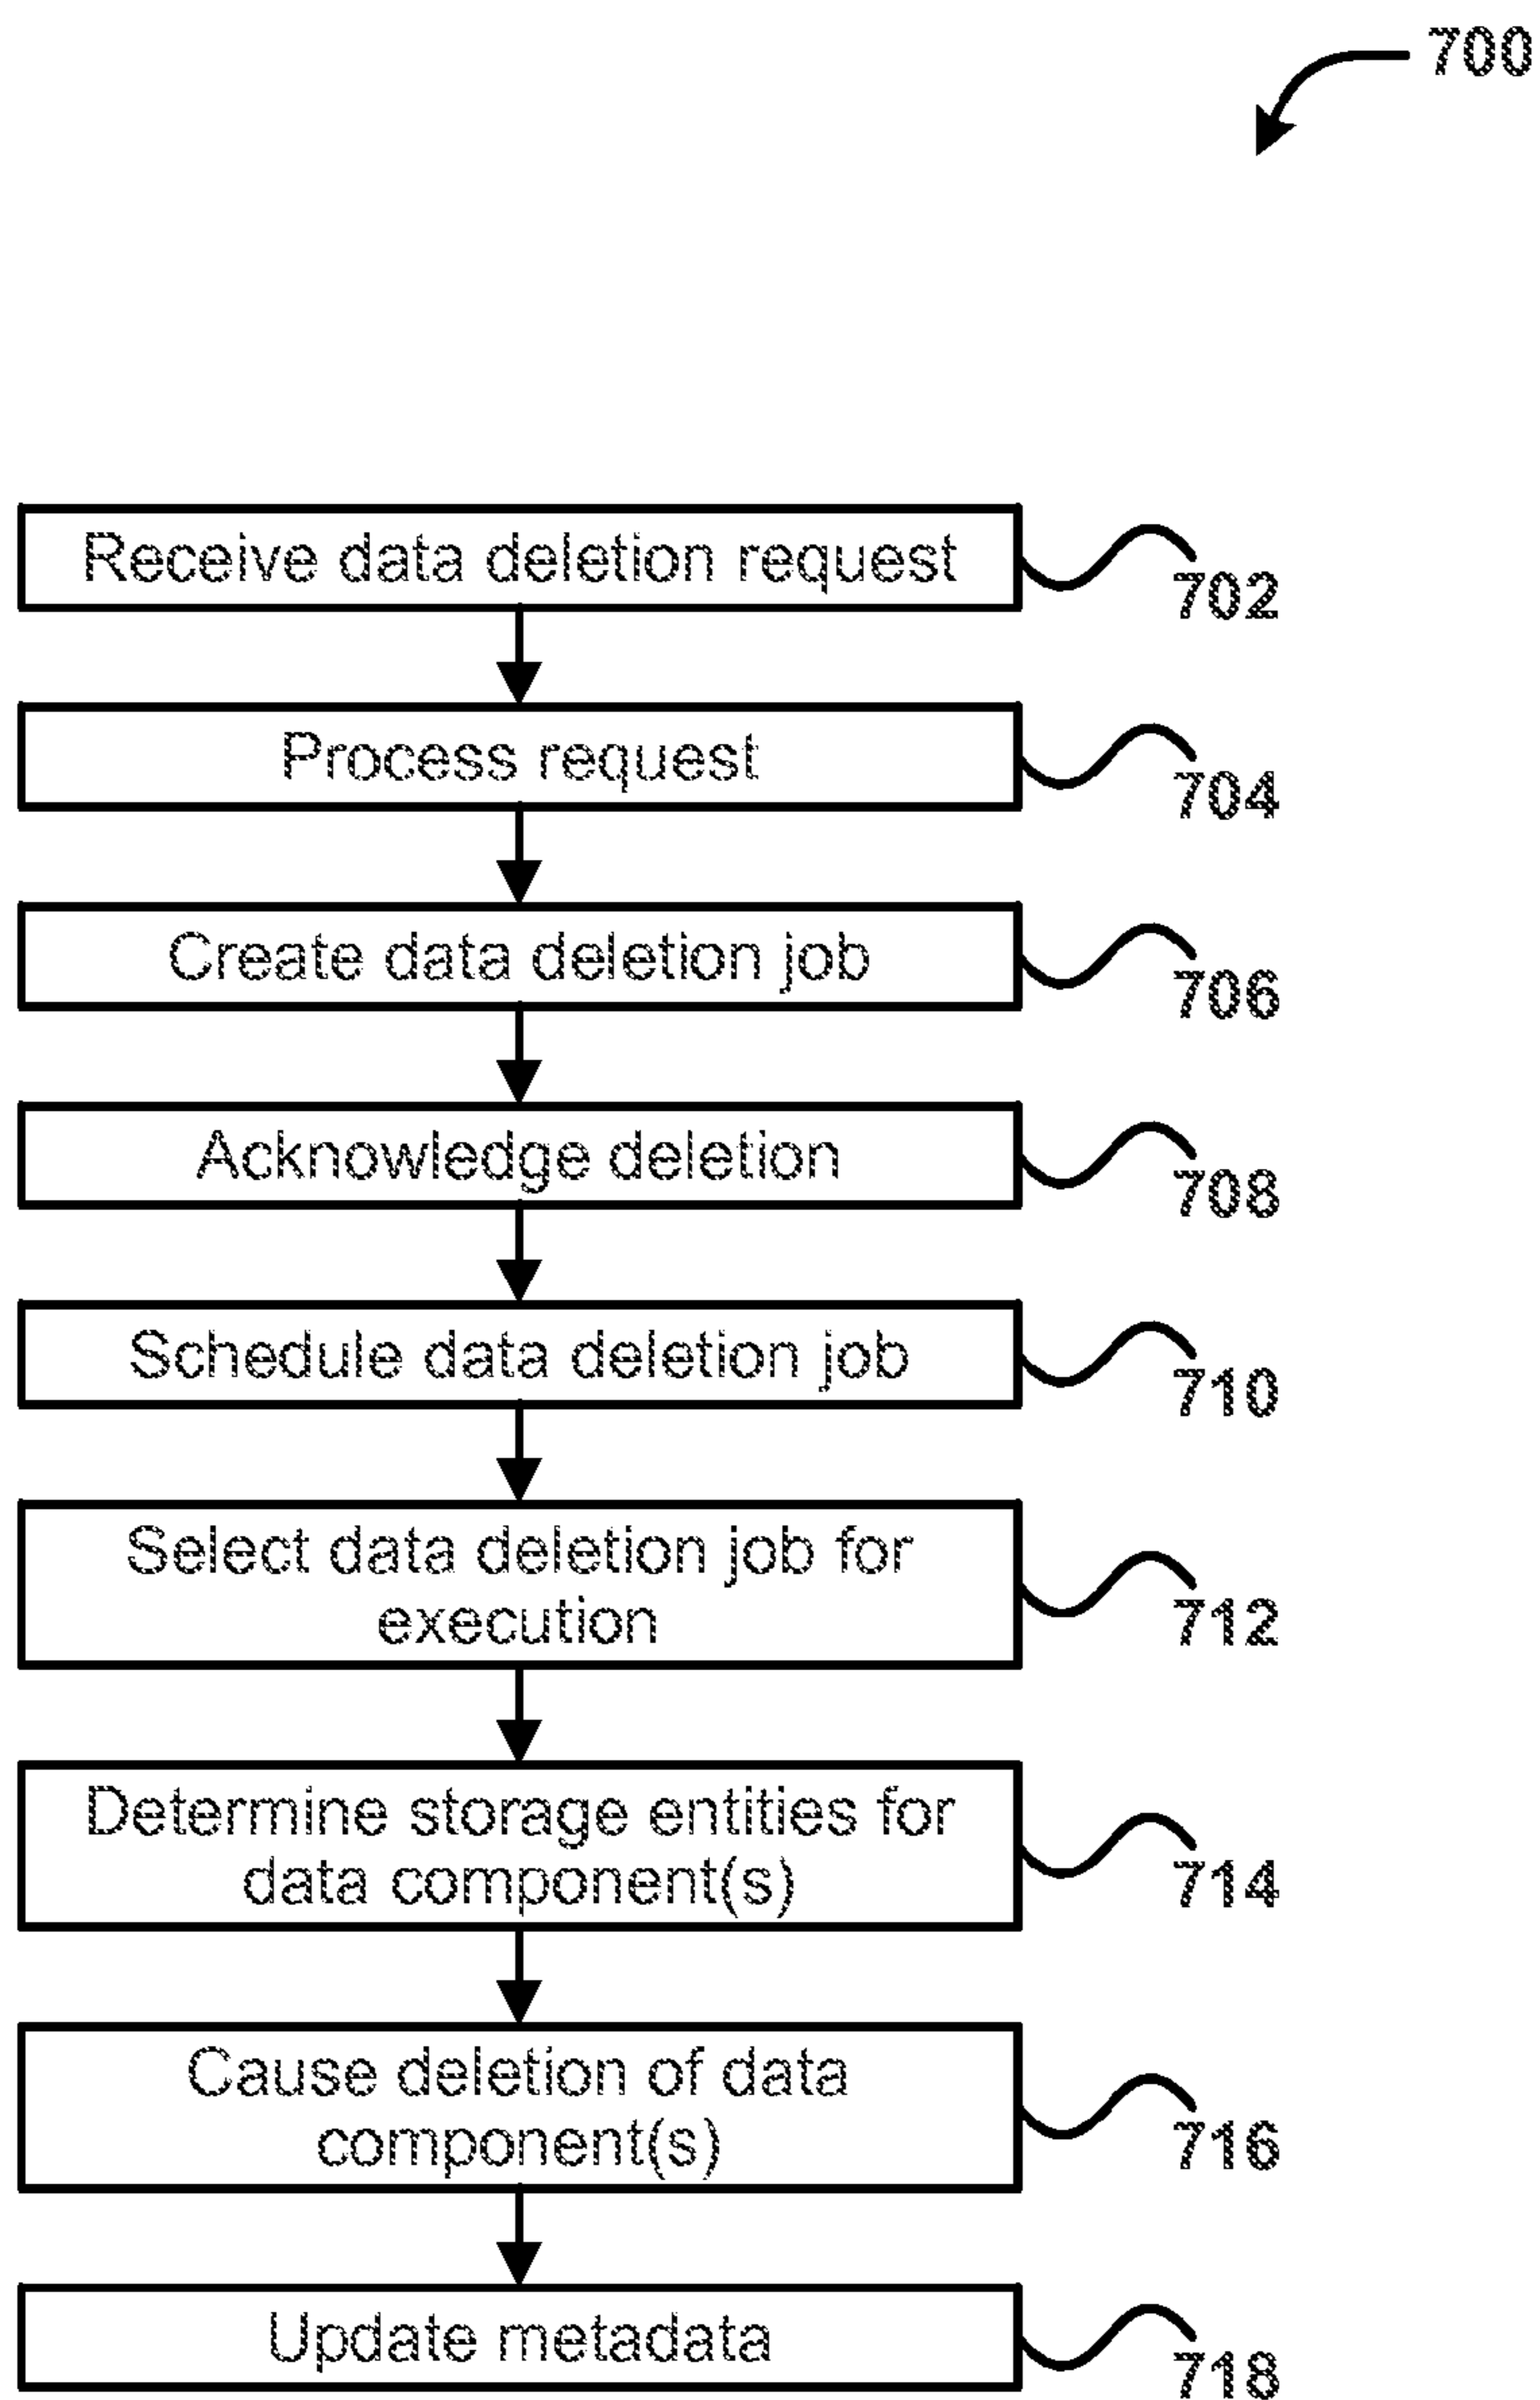 700
Receive data deletion request
702
Process request
704
Create data deletion job
706
Acknowledge deletion
708
Schedule data deletion job
710
Select data deletion job for
execution
712
Determine storage entities for
data component(s)
714
Cause deletion of data
component(s)
716
Update metadata
718